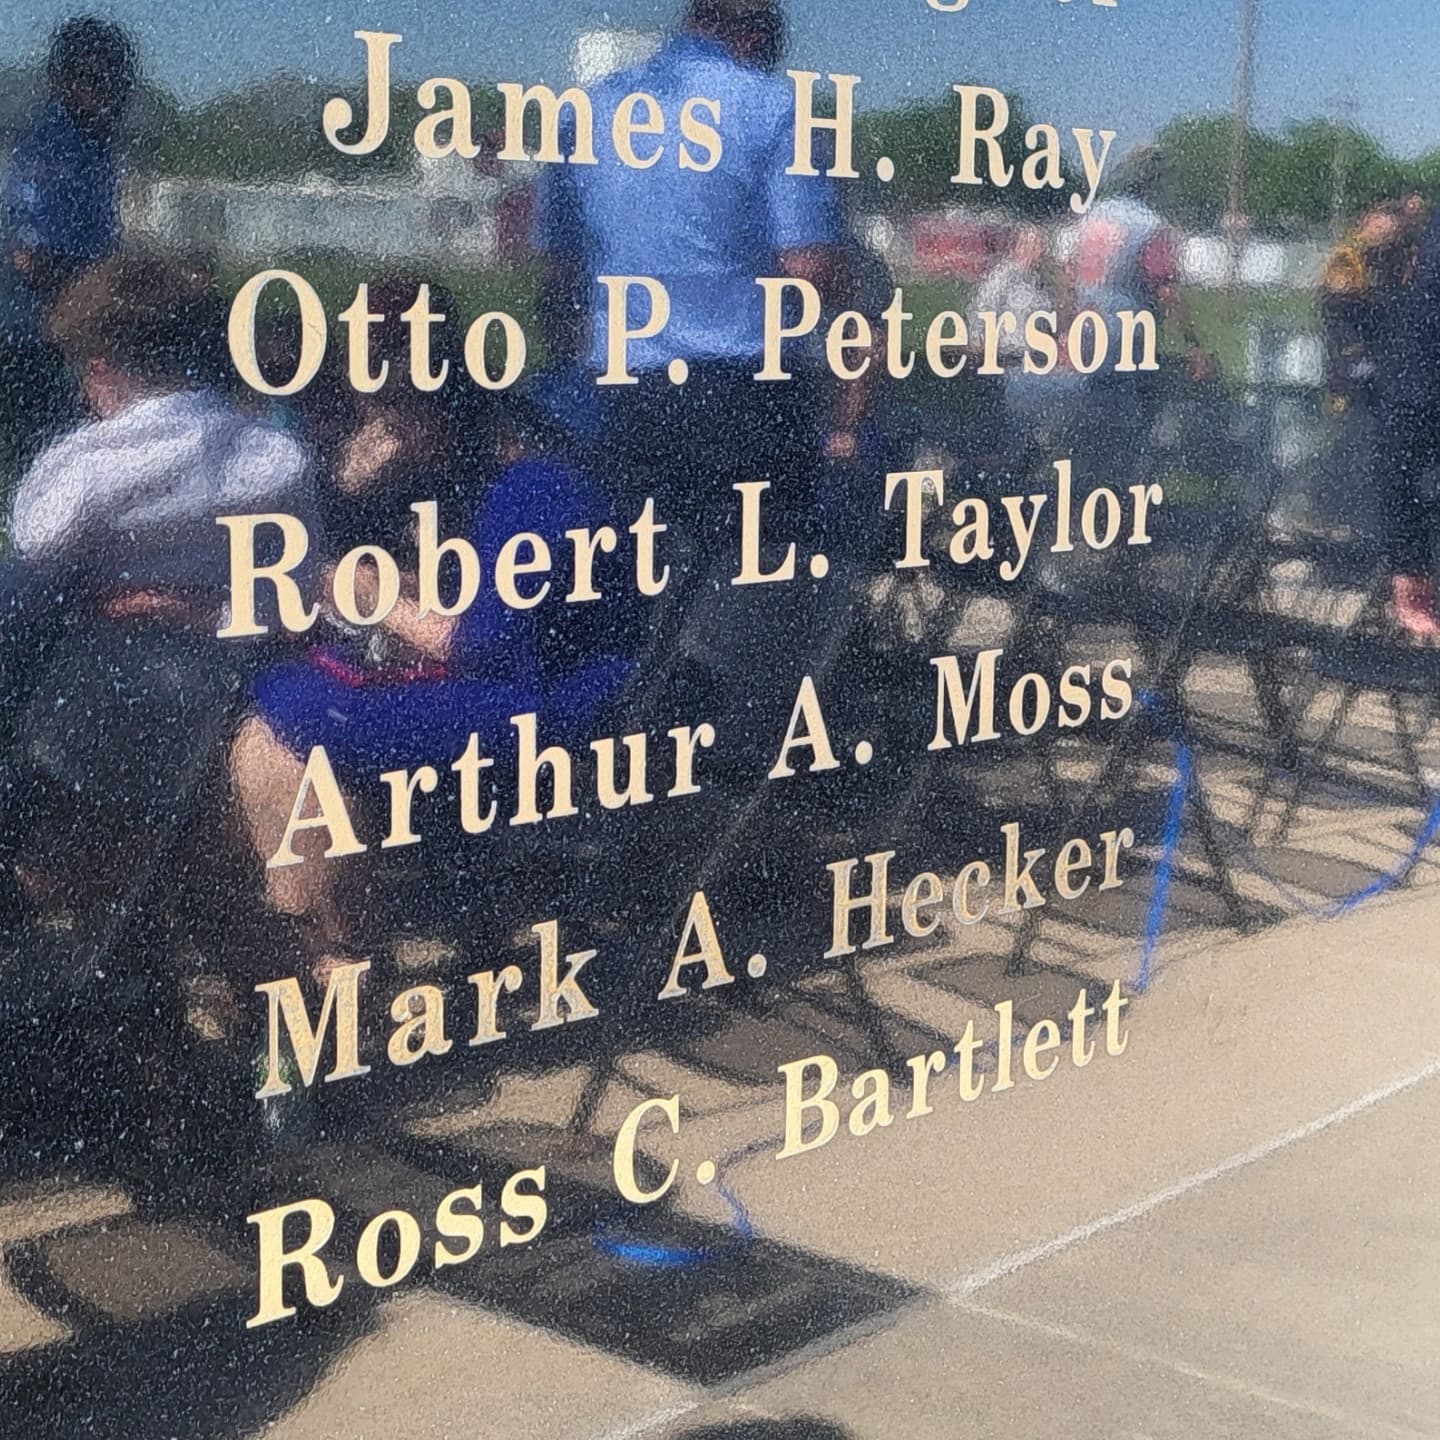 James H. Ray
Otto P. Peterson
Robert L. Taylor
Arthur A. Moss
Mark A. Hecker
Ross C. Bartlett